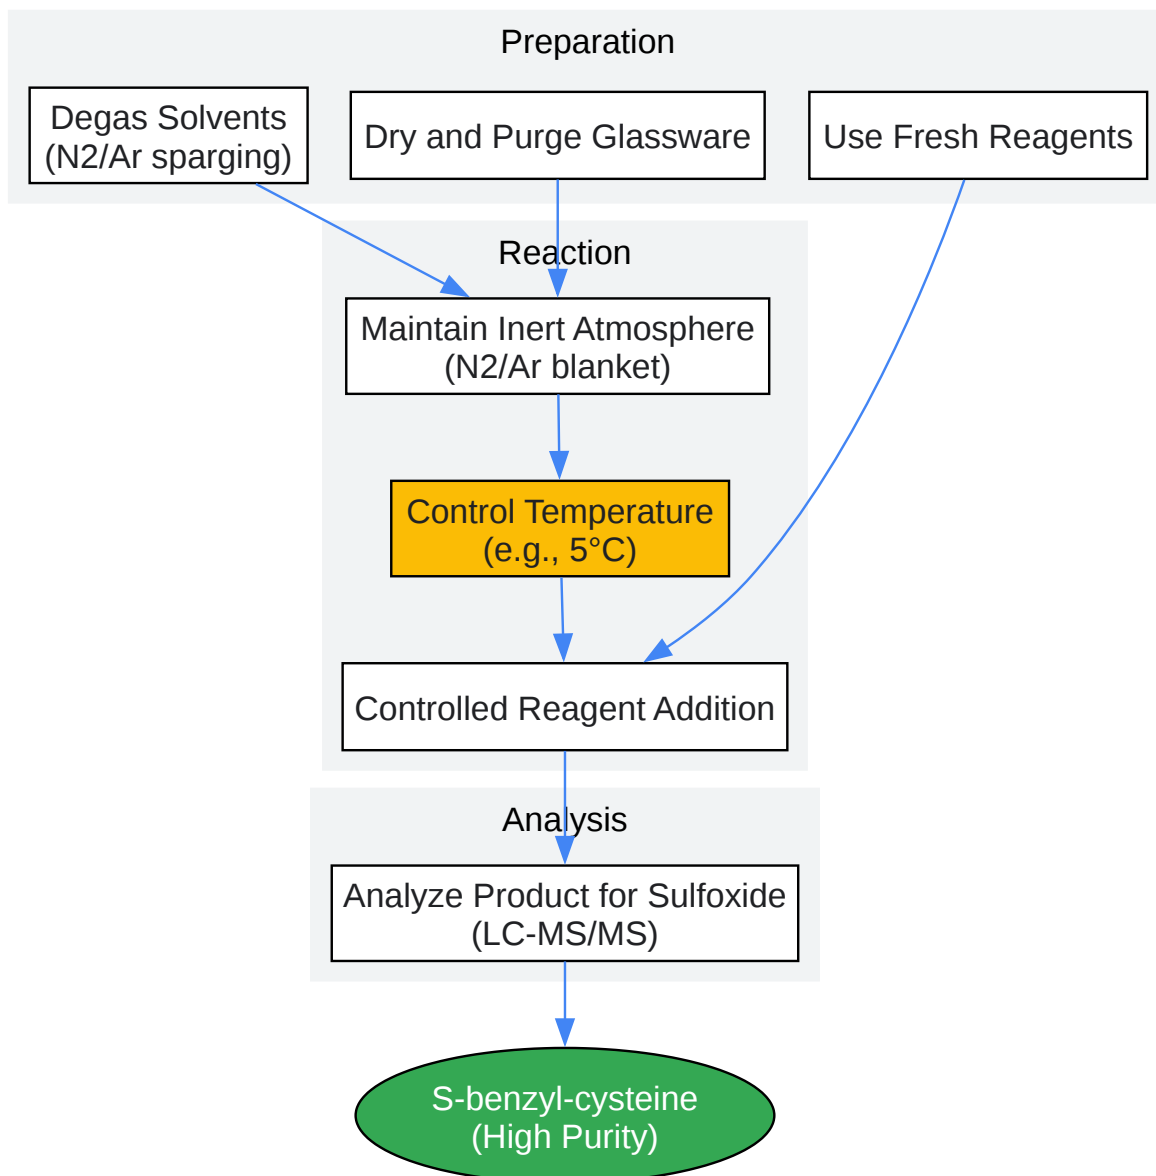 Preparation
Degas Solvents
(N2/Ar sparging)
Dry and Purge Glassware
Use Fresh Reagents
Reaction
Maintain Inert Atmosphere
(N2/Ar blanket)
Control Temperature
(e.g., 5°C)
Controlled Reagent Addition
Analysis
Analyze Product for Sulfoxide
(LC-MS/MS)
S-benzyl-cysteine
(High Purity)